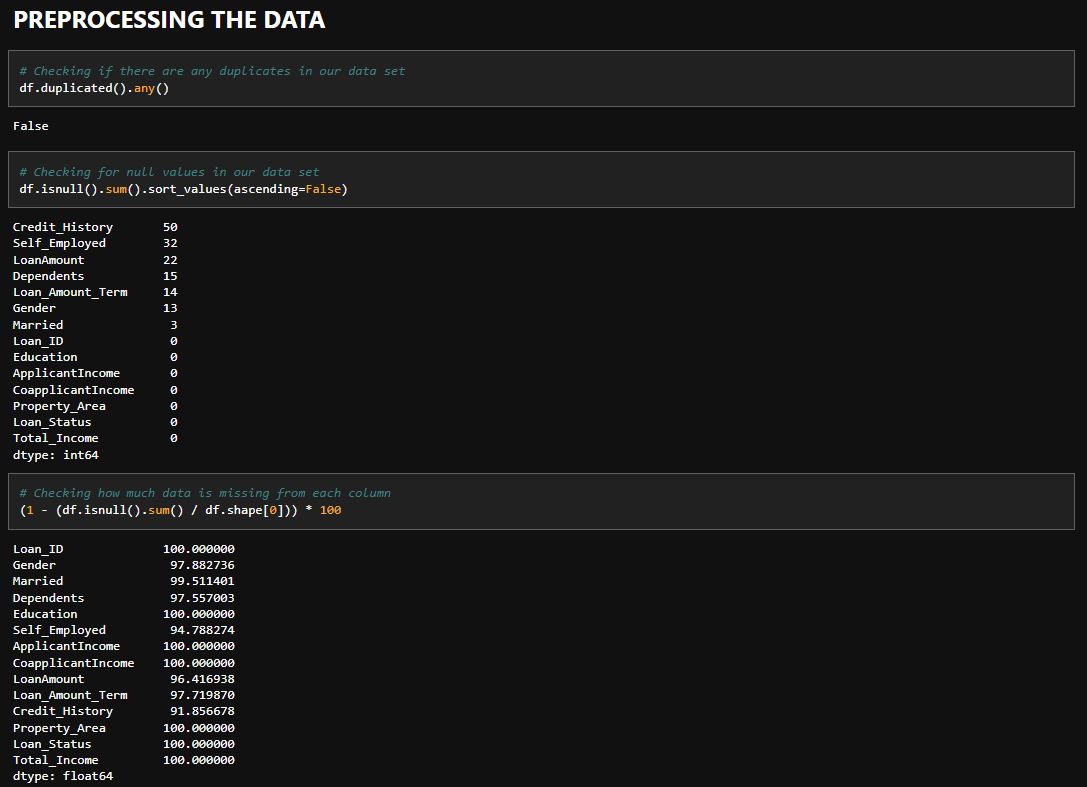 PREPROCESSING THE DATA
# Checking if there are any duplicates in our data set
df.duplicated().any()
False
# Checking for null values in our data set
df.isnull().sum().sort_values(ascending=False)
Credit_History 50
Self_Employed 32
LoanAmount 22
Dependents 15
Loan_Amount_Term 14
Gender 13
Married 3
Loan_ID 0
Education 0
ApplicantIncome 0
CoapplicantIncome 0
Property_Area 0
Loan_Status 0
Total_Income 0
dtype: int64
# Checking how much data is missing from each column
(1 - (df.isnull().sum() / df.shape[0])) * 100
Loan_ID 100.000000
Gender 97.882736
Married 99.511401
Dependents 97.557003
Education 100.000000
Self_Employed 94.788274
ApplicantIncome 100.000000
CoapplicantIncome 100.000000
LoanAmount 96.416938
Loan_Amount_Term 97.719870
Credit_History 91.856678
Property_Area 100.000000
Loan_Status 100.000000
Total_Income 100.000000
dtype: float64